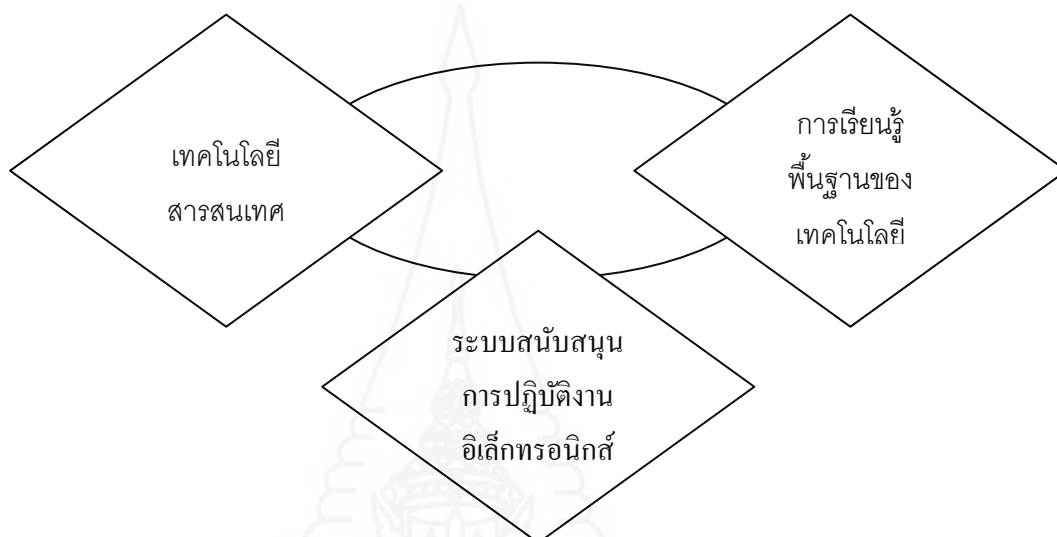 เทคโนโลยี
สารสนเทศ
การเรียนรู้
พื้นฐานของ
เทคโนโลยี
ระบบสนับสนุน
การปฏิบัติงาน
อิเล็กทรอนิกส์